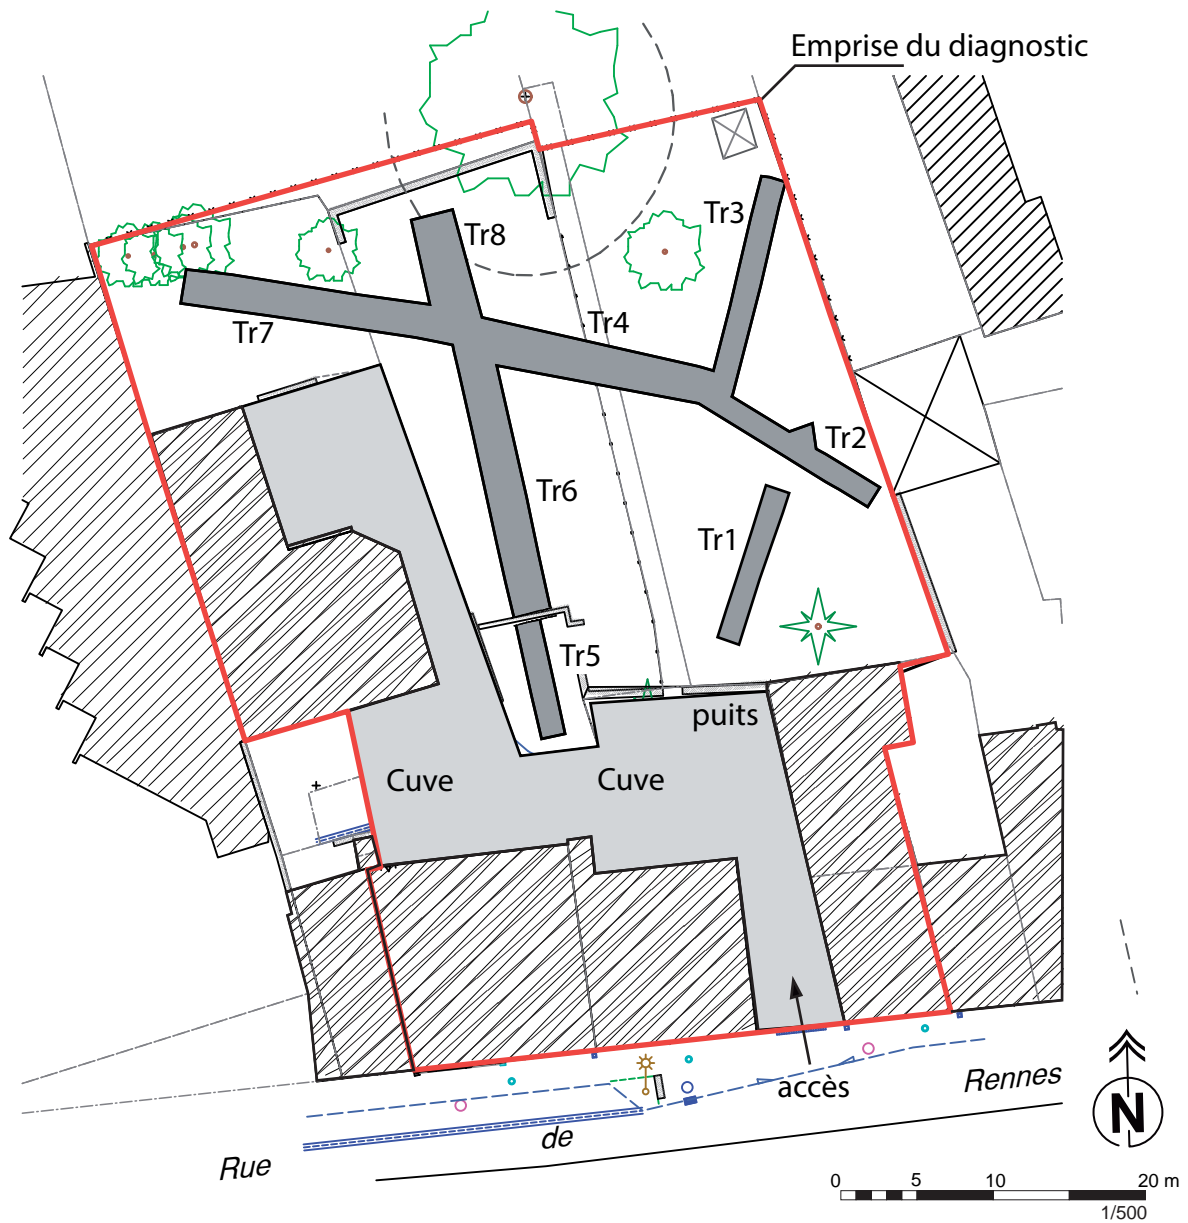 Emprise du diagnostic
Tr3
Tr8
Tr4
Tr7
Tr2
Tr6
Tr1
Tr5
puits
Cuve
Cuve
accès
Rennes
de
Rue
N
0 5 10 20 m
1/500